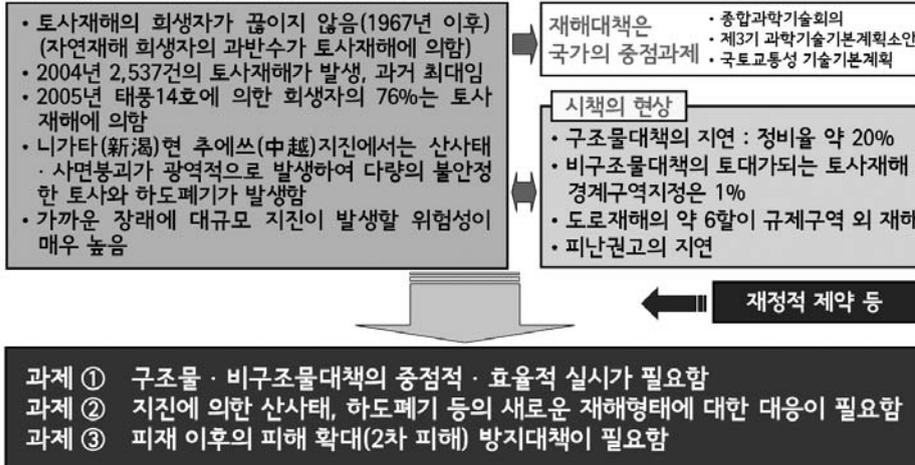 • 토사재해의 희생자가 끊이지 않음(1967년 이후)
(자연재해 희생자의 과반수가 토사재해에 의함)
• 2004년 2,537건의 토사재해가 발생, 과거 최대임
• 2005년 태풍14호에 의한 희생자의 76%는 토사
재해에 의함
• 니가타(新渴)현 추에쓰(中越)지진에서는 산사태
· 사면붕괴가 광역적으로 발생하여 다량의 불안정
한 토사와 하도폐기가 발생함
• 가까운 장래에 대규모 지진이 발생할 위험성이
매우 높음
재해대책은
국가의 중점과제
• 종합과학기술회의
• 제3기 과학기술기본계획소안
• 국토교통성 기술기본계획
시책의 현상
• 구조물대책의 지연 : 정비율 약 20%
• 비구조물대책의 토대가되는 토사재해
경계구역지정은 1%
• 도로재해의 약 6할이 규제구역 외 재해
• 피난권고의 지연
재정적 제약 등
과제 ① 구조물 · 비구조물대책의 중점적 · 효율적 실시가 필요함
과제 ② 지진에 의한 산사태, 하도폐기 등의 새로운 재해형태에 대한 대응이 필요함
과제 ③ 피재 이후의 피해 확대(2차 피해) 방지대책이 필요함